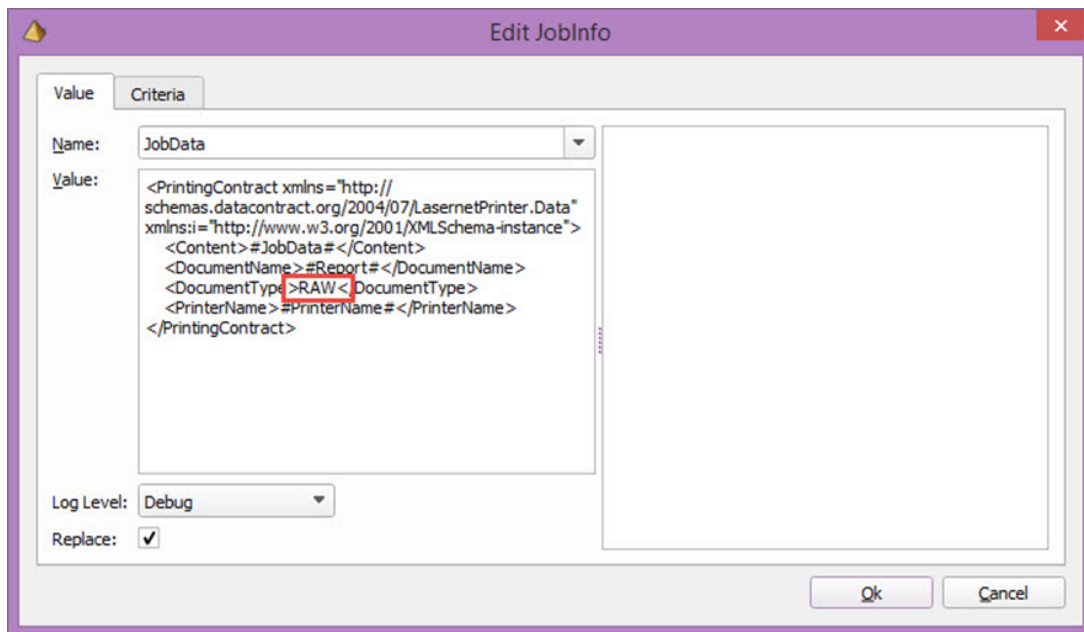 Edit JobInfo
Value
Criteria
Name:
JobData
Value:
<PrintingContract xmlns="http://
schemas.datacontract.org/2004/07/LasernetPrinter.Data"
xmlns:i="http://www.w3.org/2001/XMLSchema-instance">
<Content>#JobData#</Content>
<DocumentName>#Report#</DocumentName>
<DocumentType>RAW</DocumentType>
<PrinterName>#PrinterName#</PrinterName>
</PrintingContract>
Log Level:
Debug
Replace:
Ok
Cancel